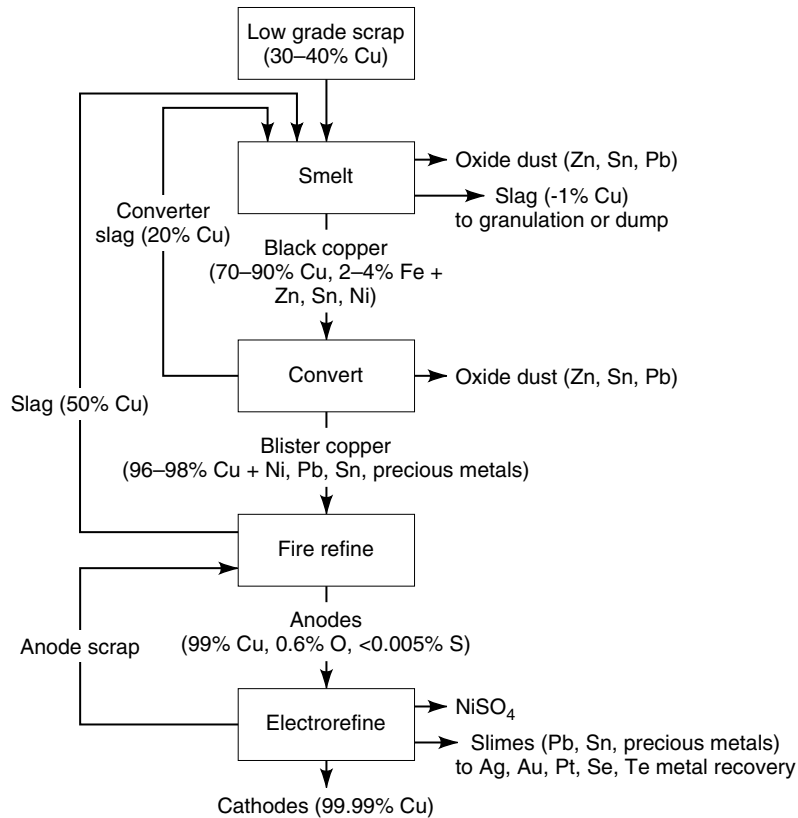 Low grade scrap
(30–40% Cu)
Smelt
Oxide dust (Zn, Sn, Pb)
Slag (-1% Cu)
to granulation or dump
Converter
slag (20% Cu)
Black copper
(70–90% Cu, 2–4% Fe +
Zn, Sn, Ni)
Convert
Oxide dust (Zn, Sn, Pb)
Slag (50% Cu)
Blister copper
(96–98% Cu + Ni, Pb, Sn, precious metals)
Fire refine
Anodes
(99% Cu, 0.6% O, <0.005% S)
Anode scrap
Electrorefine
NiSO4
Slimes (Pb, Sn, precious metals)
to Ag, Au, Pt, Se, Te metal recovery
Cathodes (99.99% Cu)